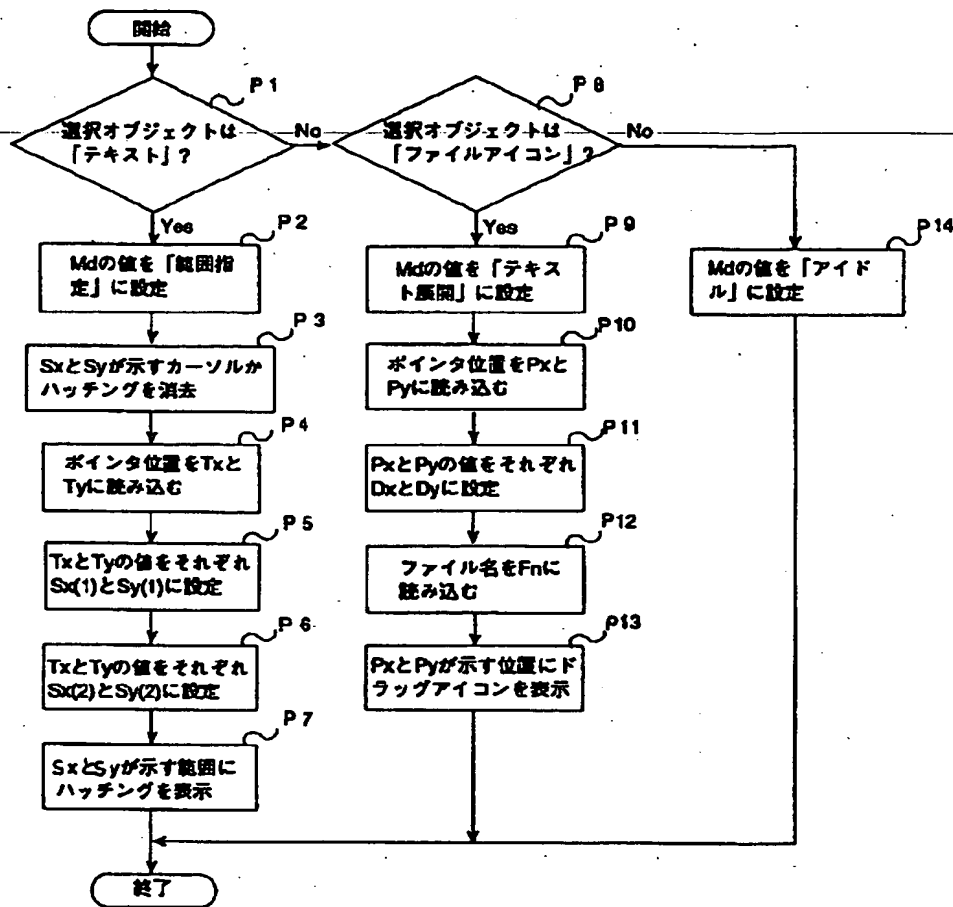 開始
P1
選択オブジェクトは
「テキスト」?
No
Yes
P2
Mdの値を「範囲指
定」に設定
P3
SxとSyが示すカーソルか
ハッチングを消去
P4
ポインタ位置をTxと
Tyに読み込む
P5
TxとTyの値をそれぞれ
Sx(1)とSy(1)に設定
P6
TxとTyの値をそれぞれ
Sx(2)とSy(2)に設定
P7
SxとSyが示す範囲に
ハッチングを表示
終了
P8
選択オブジェクトは
「ファイルアイコン」?
No
Yes
P9
Mdの値を「テキス
ト展開」に設定
P10
ポインタ位置をPxと
Pyに読み込む
P11
PxとPyの値をそれぞれ
DxとDyに設定
P12
ファイル名をFnに
読み込む
P13
PxとPyが示す位置にド
ラッグアイコンを表示
P14
Mdの値を「アイド
ル」に設定